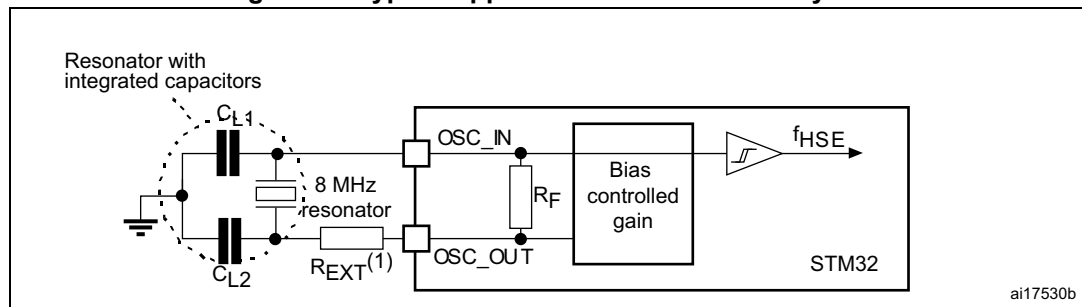 Resonator with
integrated capacitors
CL1
OSC_IN
fHSE
8 MHz
resonator
RF
Bias
controlled
gain
REXT(1)
OSC_OUT
CL2
STM32
ai17530b